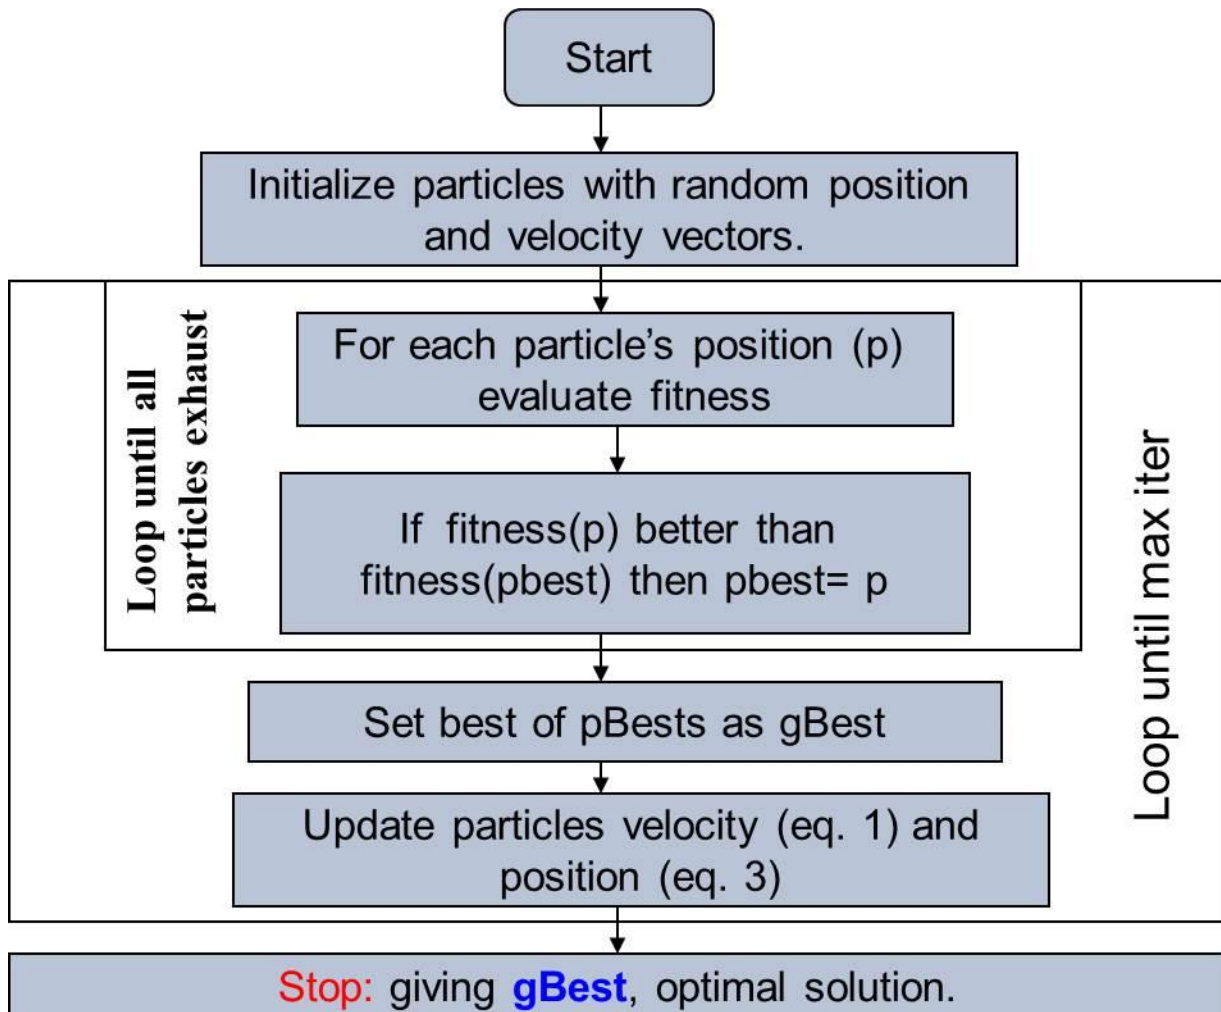 Start
Initialize particles with random position
and velocity vectors.
Loop until all
particles exhaust
For each particle’s position (p)
evaluate fitness
If fitness(p) better than
fitness(pbest) then pbest= p
Loop until max iter
Set best of pBests as gBest
Update particles velocity (eq. 1) and
position (eq. 3)
Stop: giving gBest, optimal solution.